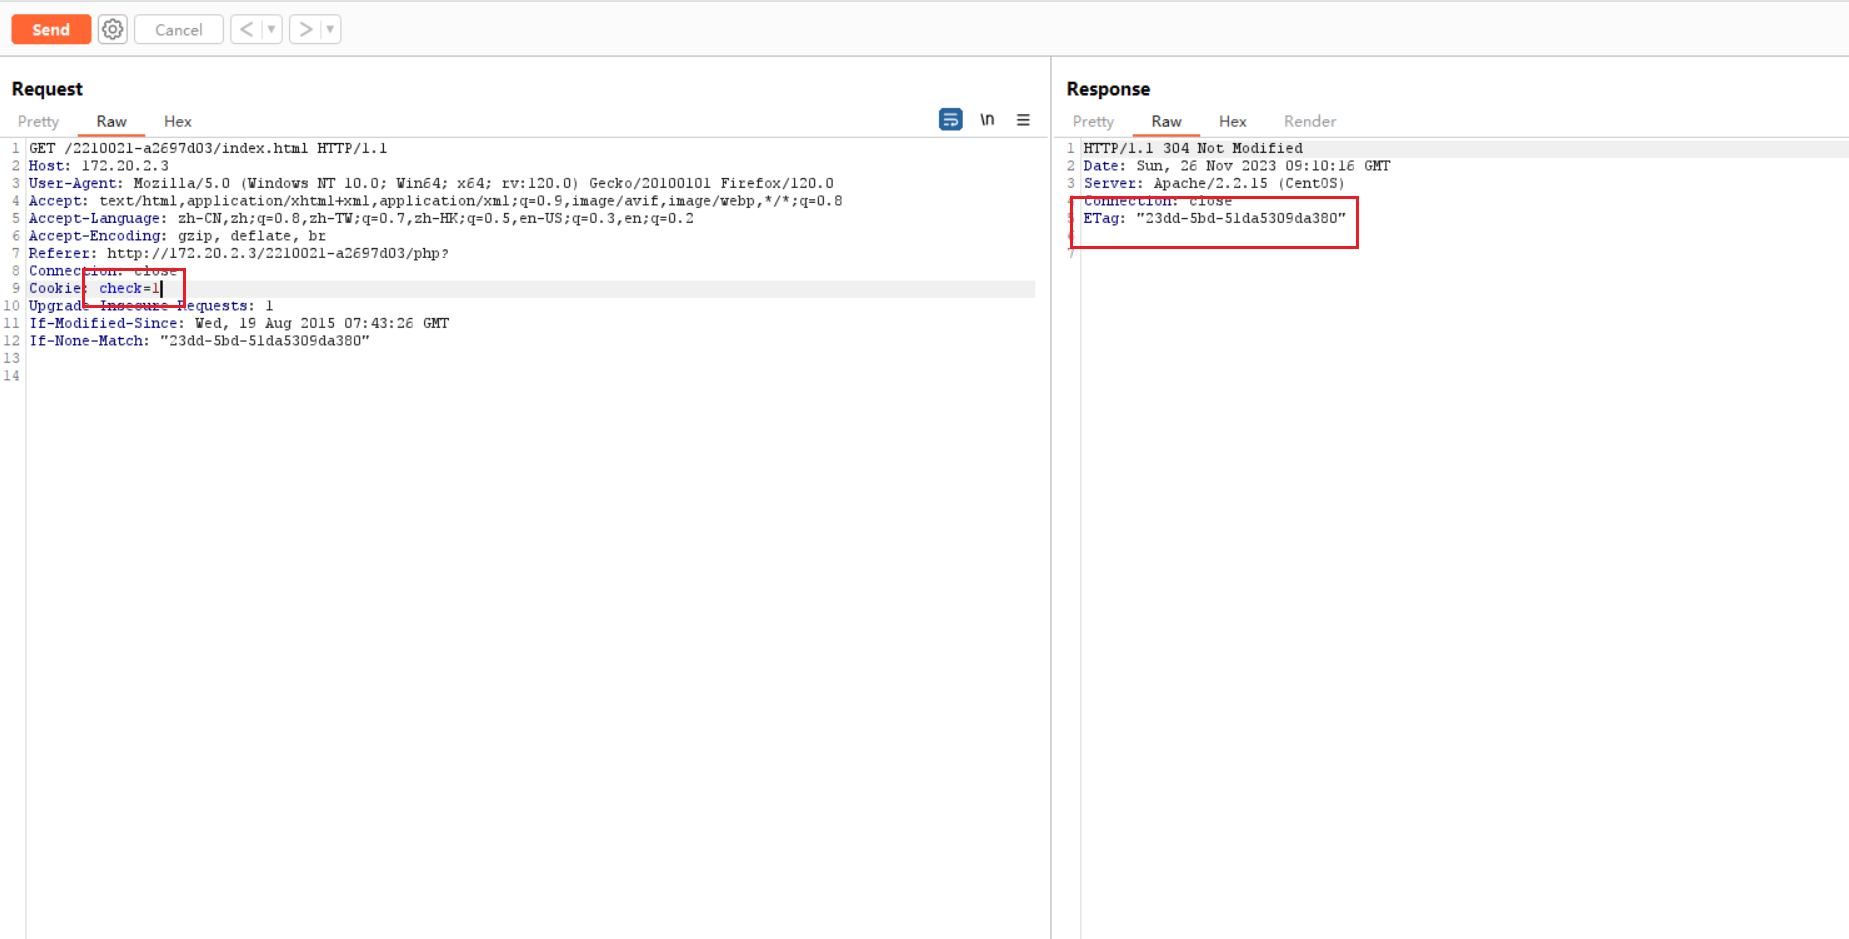 Send Cancel < >
Request
Pretty Raw Hex \n
1 GET /2210021-a2697d03/index.html HTTP/1.1
2 Host: 172.20.2.3
3 User-Agent: Mozilla/5.0 (Windows NT 10.0; Win64; x64; rv:120.0) Gecko/20100101 Firefox/120.0
4 Accept: text/html,application/xhtml+xml,application/xml;q=0.9,image/avif,image/webp,*/*;q=0.8
5 Accept-Language: zh-CN,zh;q=0.8,zh-TW;q=0.7,zh-HK;q=0.5,en-US;q=0.3,en;q=0.2
6 Accept-Encoding: gzip, deflate, br
7 Referer: http://172.20.2.3/2210021-a2697d03/php?
8 Connection: close
9 Cookie: check=1
10 Upgrade-Insecure-Requests: 1
11 If-Modified-Since: Wed, 19 Aug 2015 07:43:26 GMT
12 If-None-Match: "23dd-5bd-51da5309da380"
13
14
Response
Pretty Raw Hex Render
1 HTTP/1.1 304 Not Modified
2 Date: Sun, 26 Nov 2023 09:10:16 GMT
3 Server: Apache/2.2.15 (CentOS)
4 Connection: close
5 ETag: "23dd-5bd-51da5309da380"
6
7